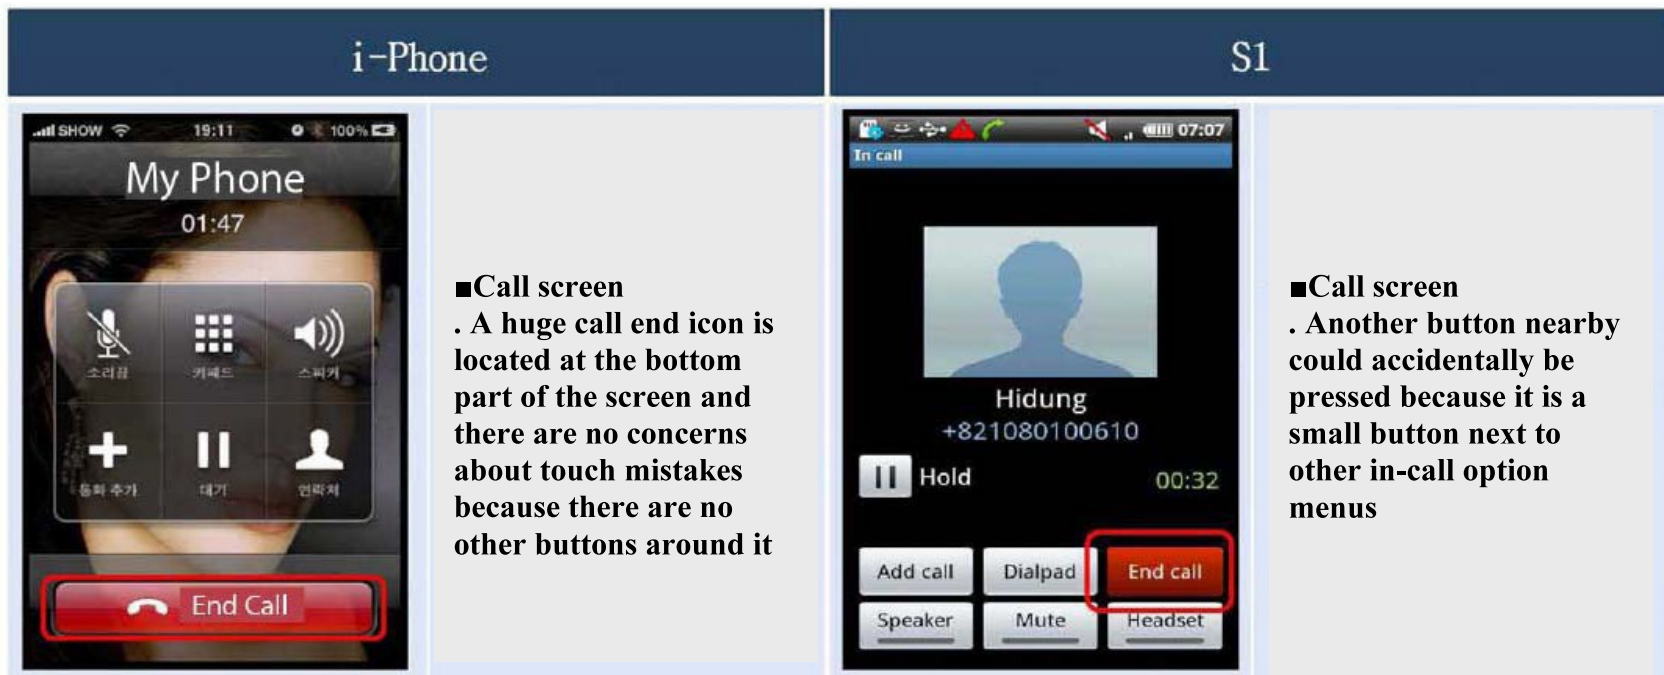 i-Phone
S1
SHOW 19:11 100%
My Phone
01:47
소리끔
키패드
스피커
통화 추가
대기
연락처
End Call
■Call screen
. A huge call end icon is
located at the bottom
part of the screen and
there are no concerns
about touch mistakes
because there are no
other buttons around it
07:07
In call
Hidung
+821080100610
Hold
00:32
Add call
Dialpad
End call
Speaker
Mute
Headset
■Call screen
. Another button nearby
could accidentally be
pressed because it is a
small button next to
other in-call option
menus